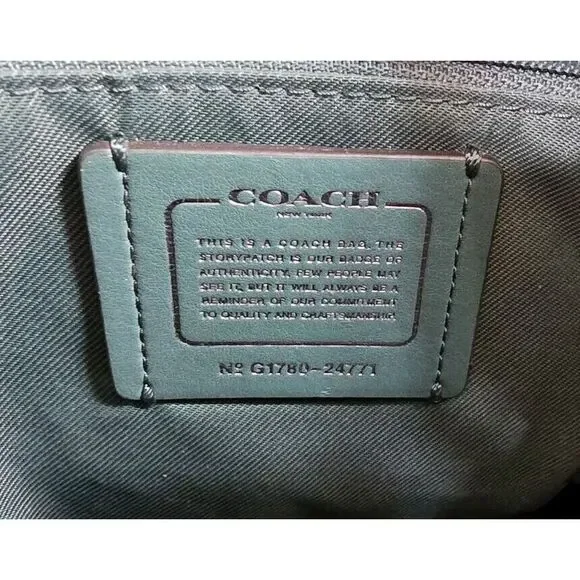 COACH
NEW YORK
THIS IS A COACH BAG. THE
STORYPATCH IS OUR BADGE OF
AUTHENTICITY. FEW PEOPLE MAY
SEE IT, BUT IT WILL ALWAYS BE A
REMINDER OF OUR COMMITMENT
TO QUALITY AND CRAFTSMANSHIP.
Nº G1780-24771